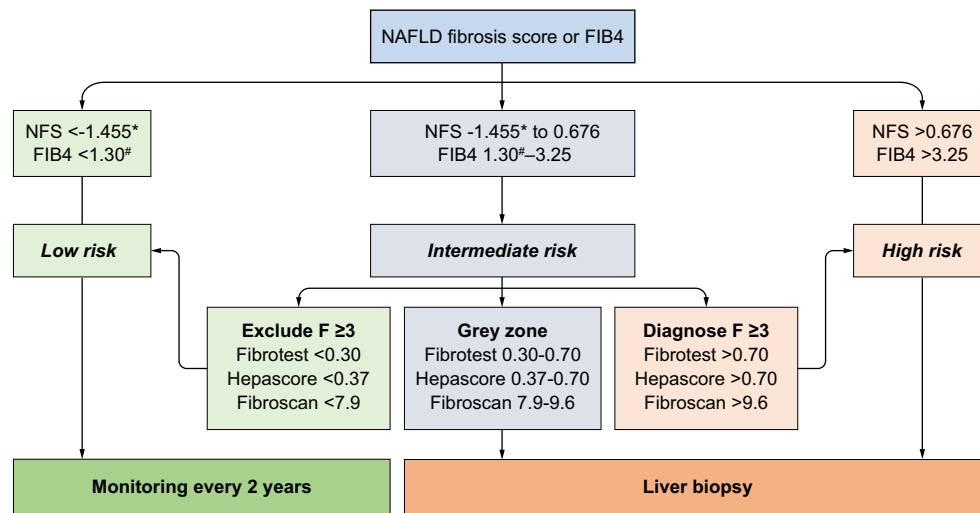 NAFLD fibrosis score or FIB4
NFS <-1.455*
FIB4 <1.30#
NFS -1.455* to 0.676
FIB4 1.30#–3.25
NFS >0.676
FIB4 >3.25
Low risk
Intermediate risk
High risk
Exclude F ≥3
Fibrotest <0.30
Hepascore <0.37
Fibroscan <7.9
Grey zone
Fibrotest 0.30-0.70
Hepascore 0.37-0.70
Fibroscan 7.9-9.6
Diagnose F ≥3
Fibrotest >0.70
Hepascore >0.70
Fibroscan >9.6
Monitoring every 2 years
Liver biopsy